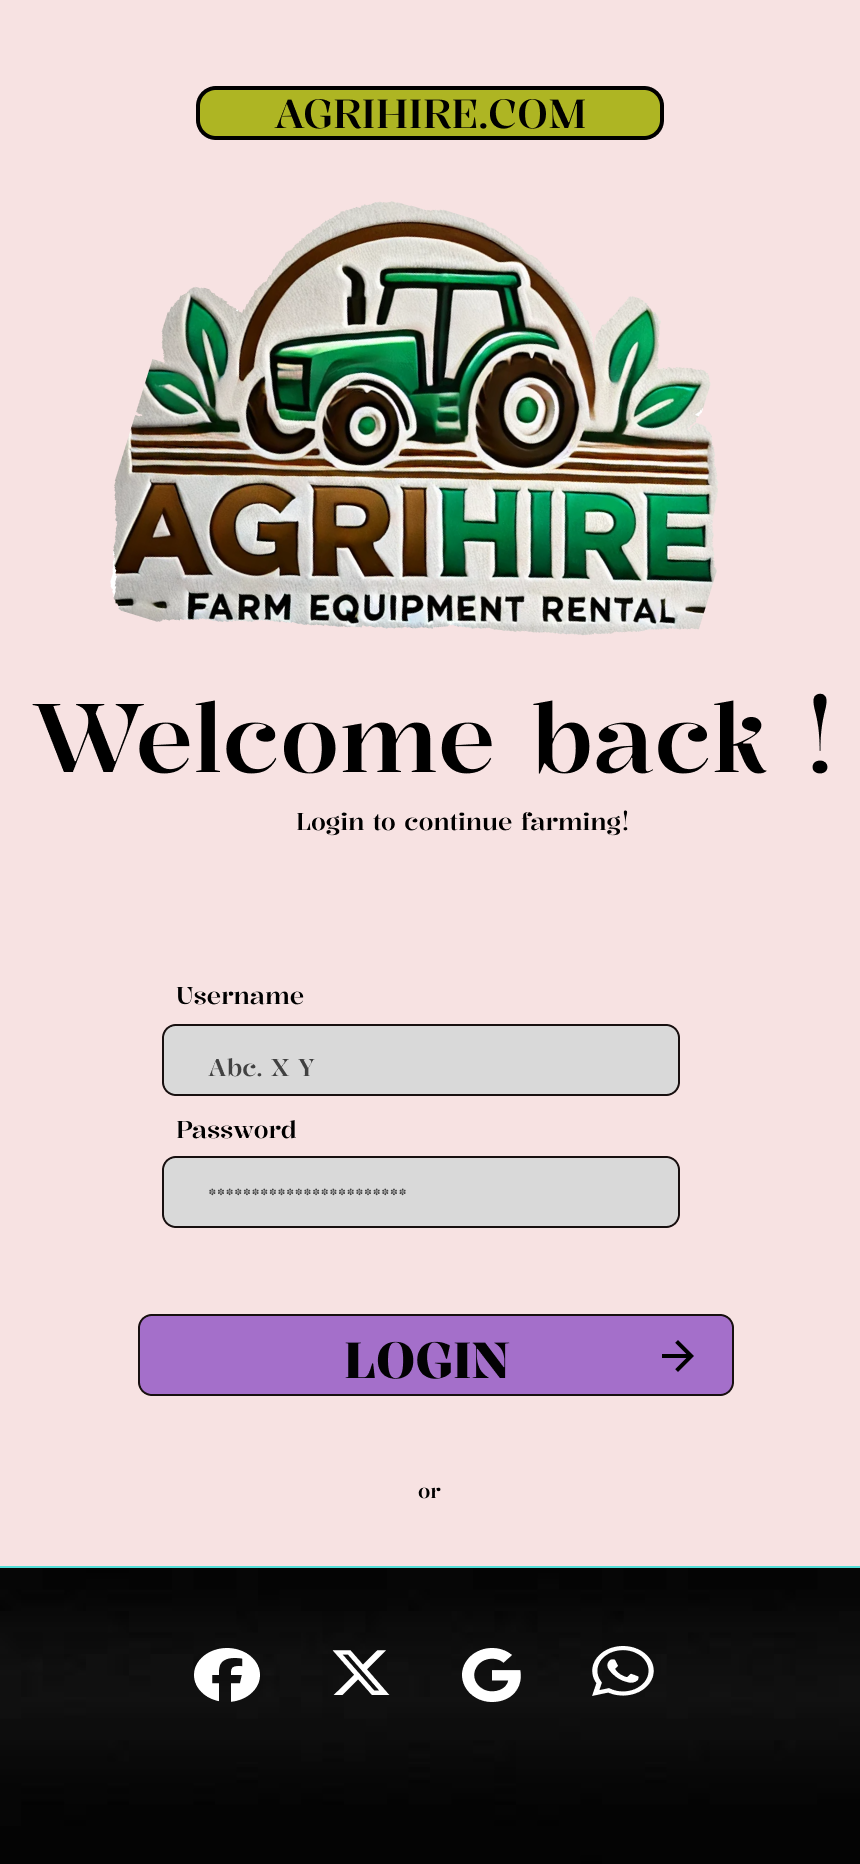 AGRIHIRE.COM
AGRIHIRE
FARM EQUIPMENT RENTAL
Welcome back !
Login to continue farming!
Username
Abc. X Y
Password
***********************
LOGIN
or